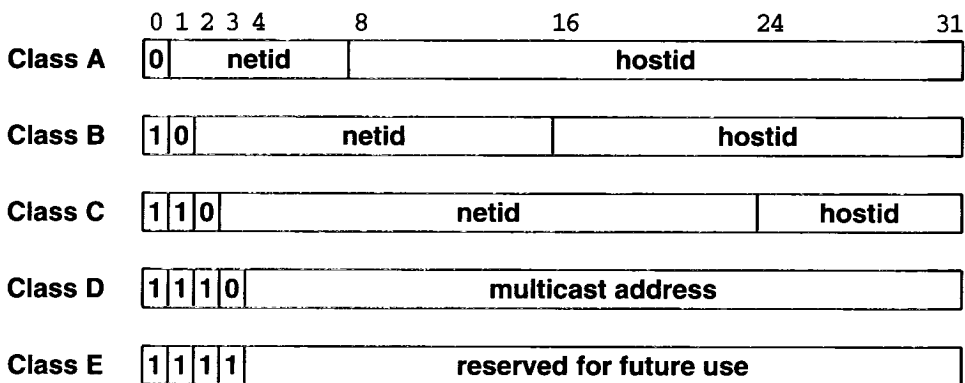 0 1 2 3 4 8 16 24 31
Class A 0 netid hostid
Class B 1 0 netid hostid
Class C 1 1 0 netid hostid
Class D 1 1 1 0 multicast address
Class E 1 1 1 1 reserved for future use